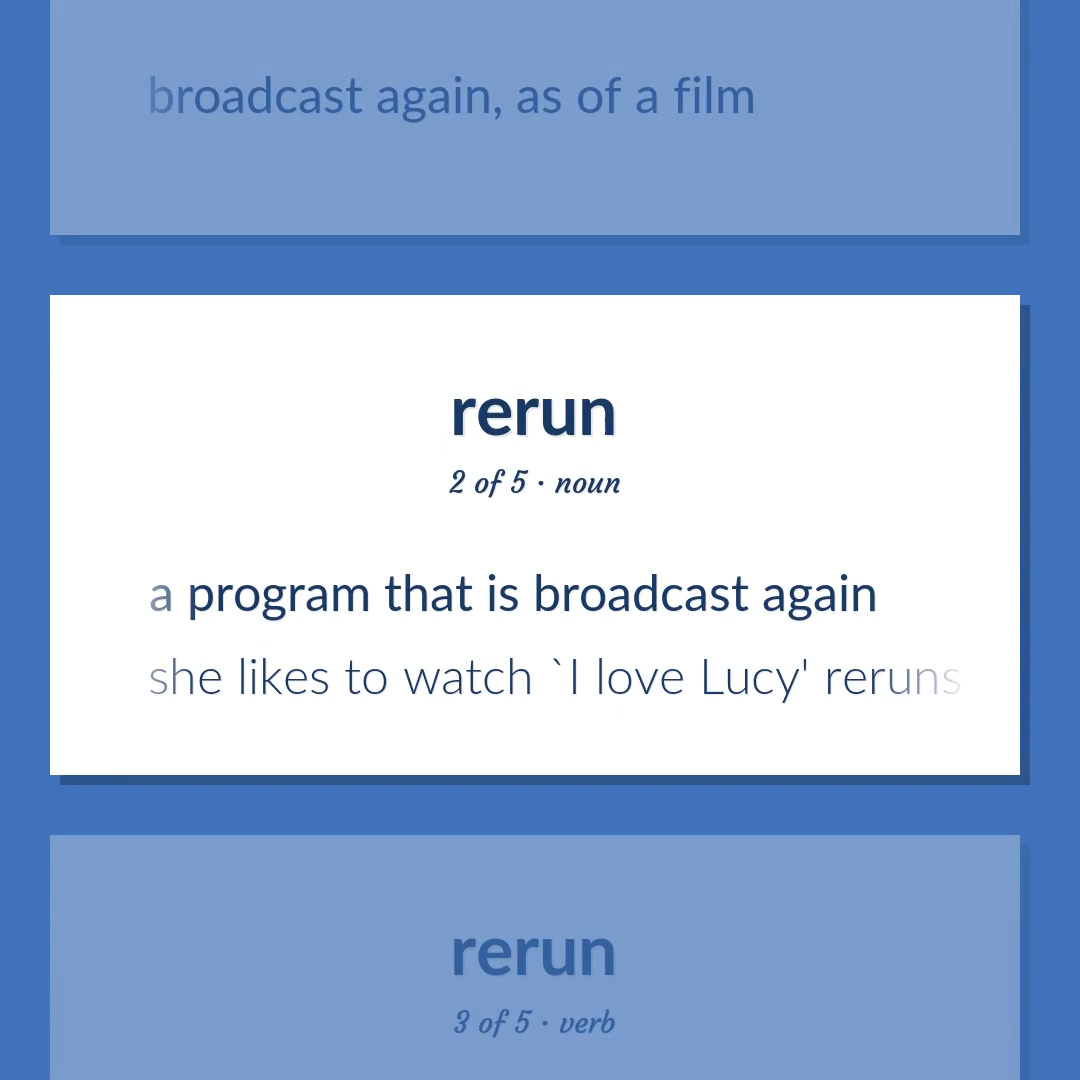 broadcast again, as of a film
rerun
2 of 5 · noun
a program that is broadcast again
she likes to watch `I love Lucy' reruns
rerun
3 of 5 · verb